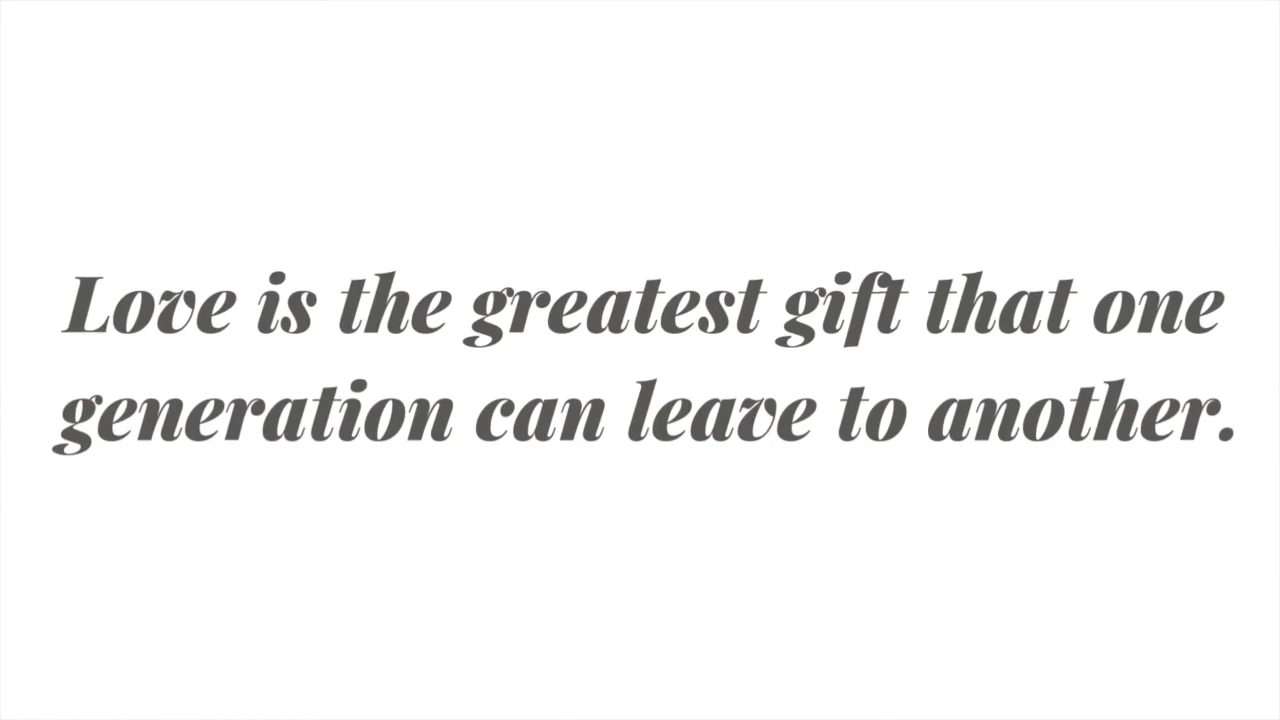 Love is the greatest gift that one
generation can leave to another.